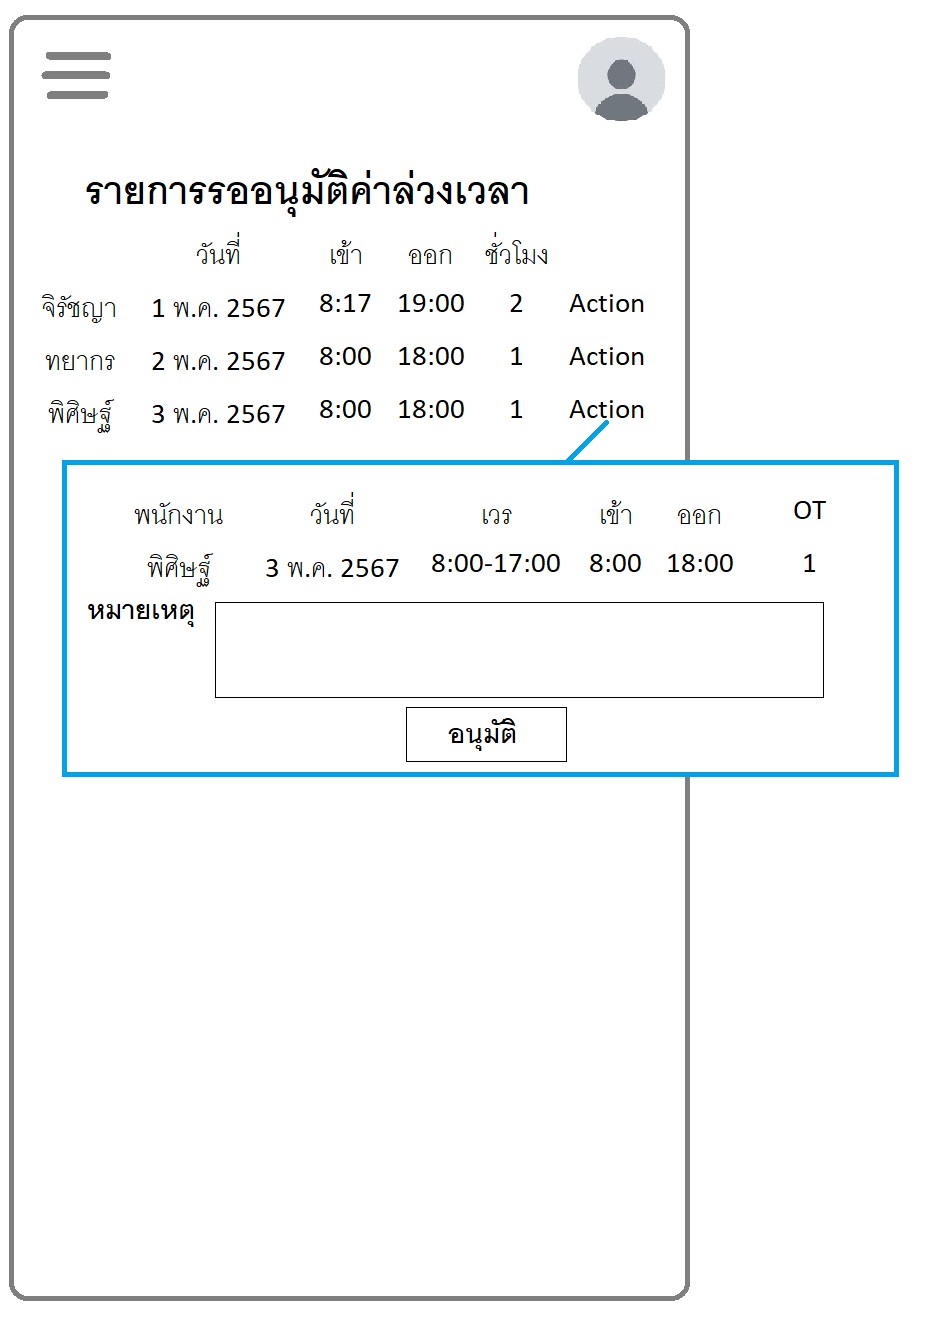 รายการรออนุมัติค่าล่วงเวลา
วันที่ เข้า ออก ชั่วโมง
จิรัชญา 1 พ.ค. 2567 8:17 19:00 2 Action
ทยากร 2 พ.ค. 2567 8:00 18:00 1 Action
พิศิษฐ์ 3 พ.ค. 2567 8:00 18:00 1 Action
พนักงาน วันที่ เวร เข้า ออก OT
พิศิษฐ์ 3 พ.ค. 2567 8:00-17:00 8:00 18:00 1
หมายเหตุ
อนุมัติ